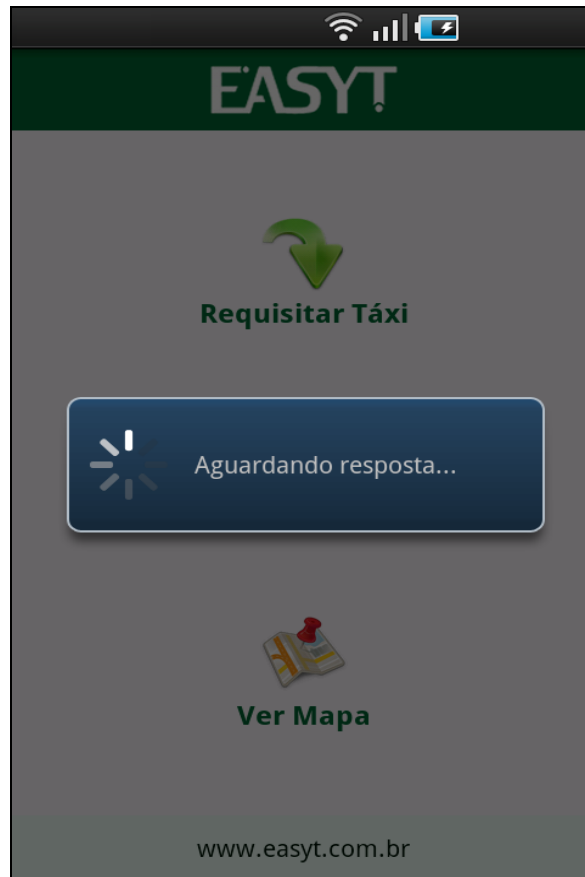 EASYT
Requisitar Táxi
Aguardando resposta...
Ver Mapa
www.easyt.com.br